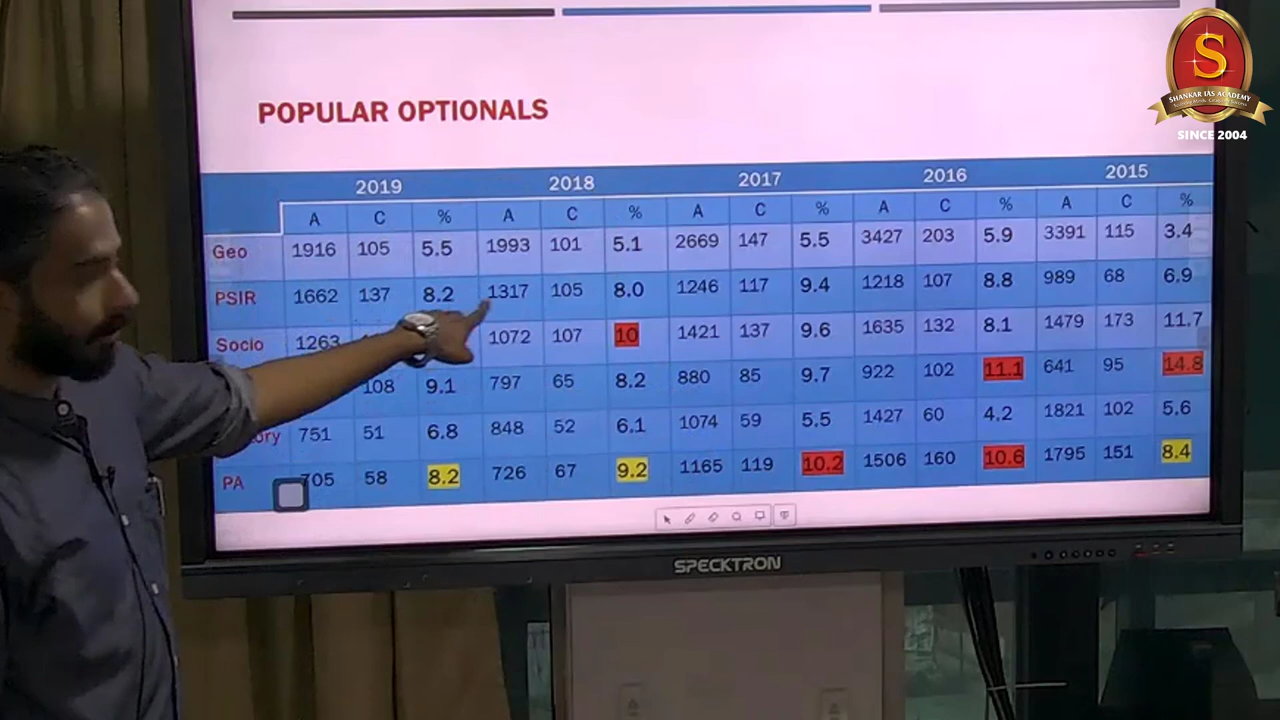 SHANKAR IAS ACADEMY
SINCE 2004
POPULAR OPTIONALS
2019 2018 2017 2016 2015
A C % A C % A C % A C % A C %
Geo 1916 105 5.5 1993 101 5.1 2669 147 5.5 3427 203 5.9 3391 115 3.4
PSIR 1662 137 8.2 1317 105 8.0 1246 117 9.4 1218 107 8.8 989 68 6.9
Socio 1263 1072 107 10 1421 137 9.6 1635 132 8.1 1479 173 11.7
108 9.1 797 65 8.2 880 85 9.7 922 102 11.1 641 95 14.8
ory 751 51 6.8 848 52 6.1 1074 59 5.5 1427 60 4.2 1821 102 5.6
PA 705 58 8.2 726 67 9.2 1165 119 10.2 1506 160 10.6 1795 151 8.4
SPECKTRON